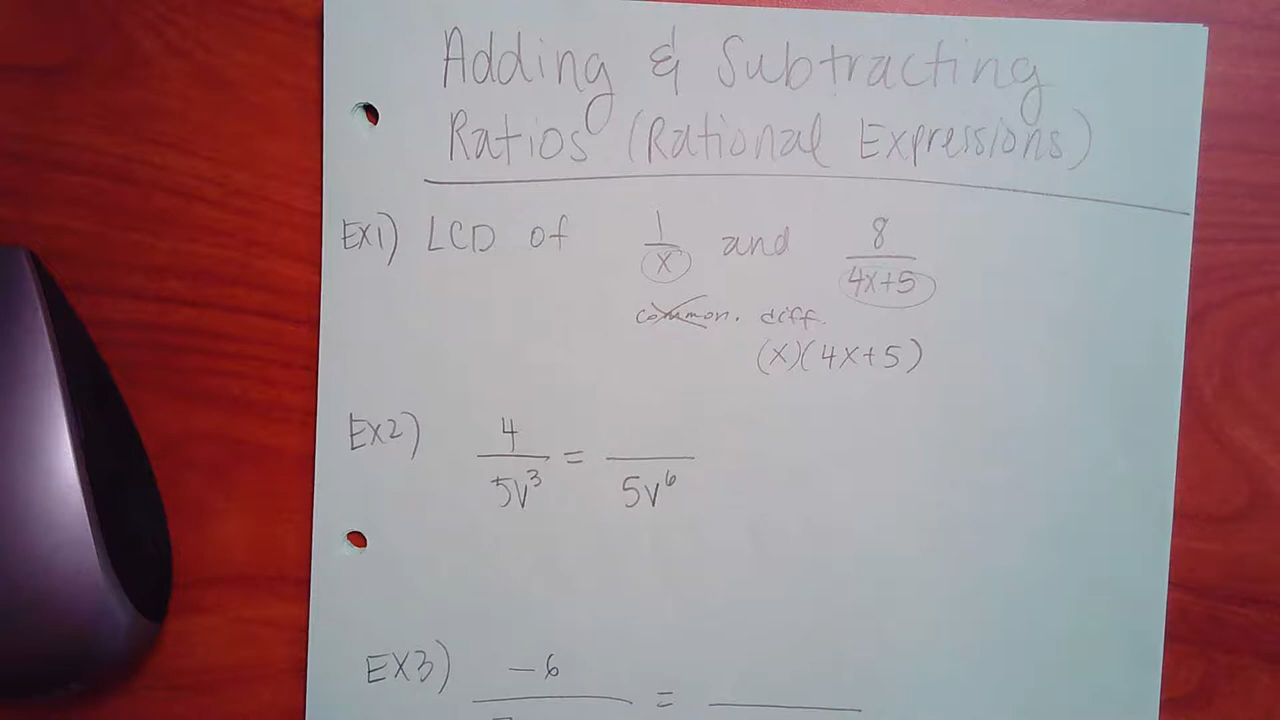 Adding & Subtracting
Ratios (Rational Expressions)
EX1) LCD of 1/x and 8/(4x+5)
common. diff.
(x)(4x+5)
EX2) 4/(5v³) = /(5v⁶)
EX3) -6
=